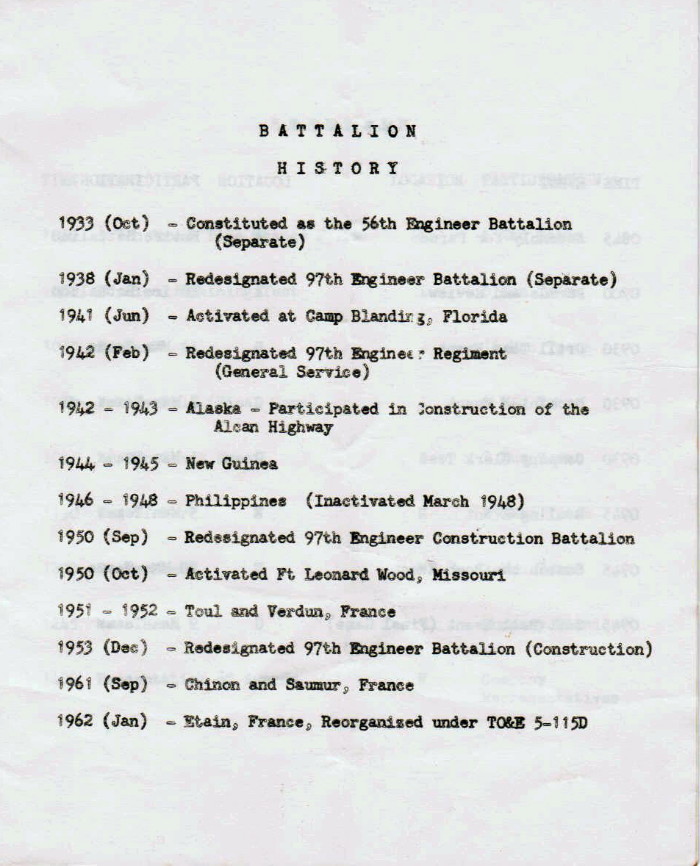 BATTALION
HISTORY
1933 (Oct) - Constituted as the 56th Engineer Battalion
(Separate)
1938 (Jan) - Redesignated 97th Engineer Battalion (Separate)
1941 (Jun) - Activated at Camp Blanding, Florida
1942 (Feb) - Redesignated 97th Engineer Regiment
(General Service)
1942 - 1943 - Alaska - Participated in Construction of the
Alcan Highway
1944 - 1945 - New Guinea
1946 - 1948 - Philippines (Inactivated March 1948)
1950 (Sep) - Redesignated 97th Engineer Construction Battalion
1950 (Oct) - Activated Ft Leonard Wood, Missouri
1951 - 1952 - Toul and Verdun, France
1953 (Dec) - Redesignated 97th Engineer Battalion (Construction)
1961 (Sep) - Chinon and Saumur, France
1962 (Jan) - Etain, France, Reorganized under TO&E 5-115D